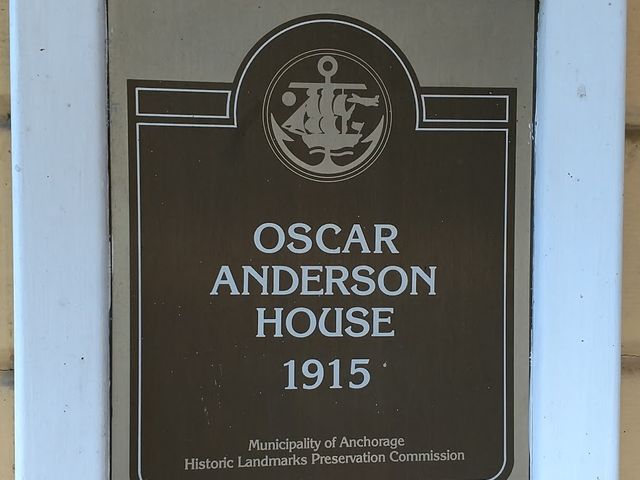 OSCAR
ANDERSON
HOUSE
1915
Municipality of Anchorage
Historic Landmarks Preservation Commission